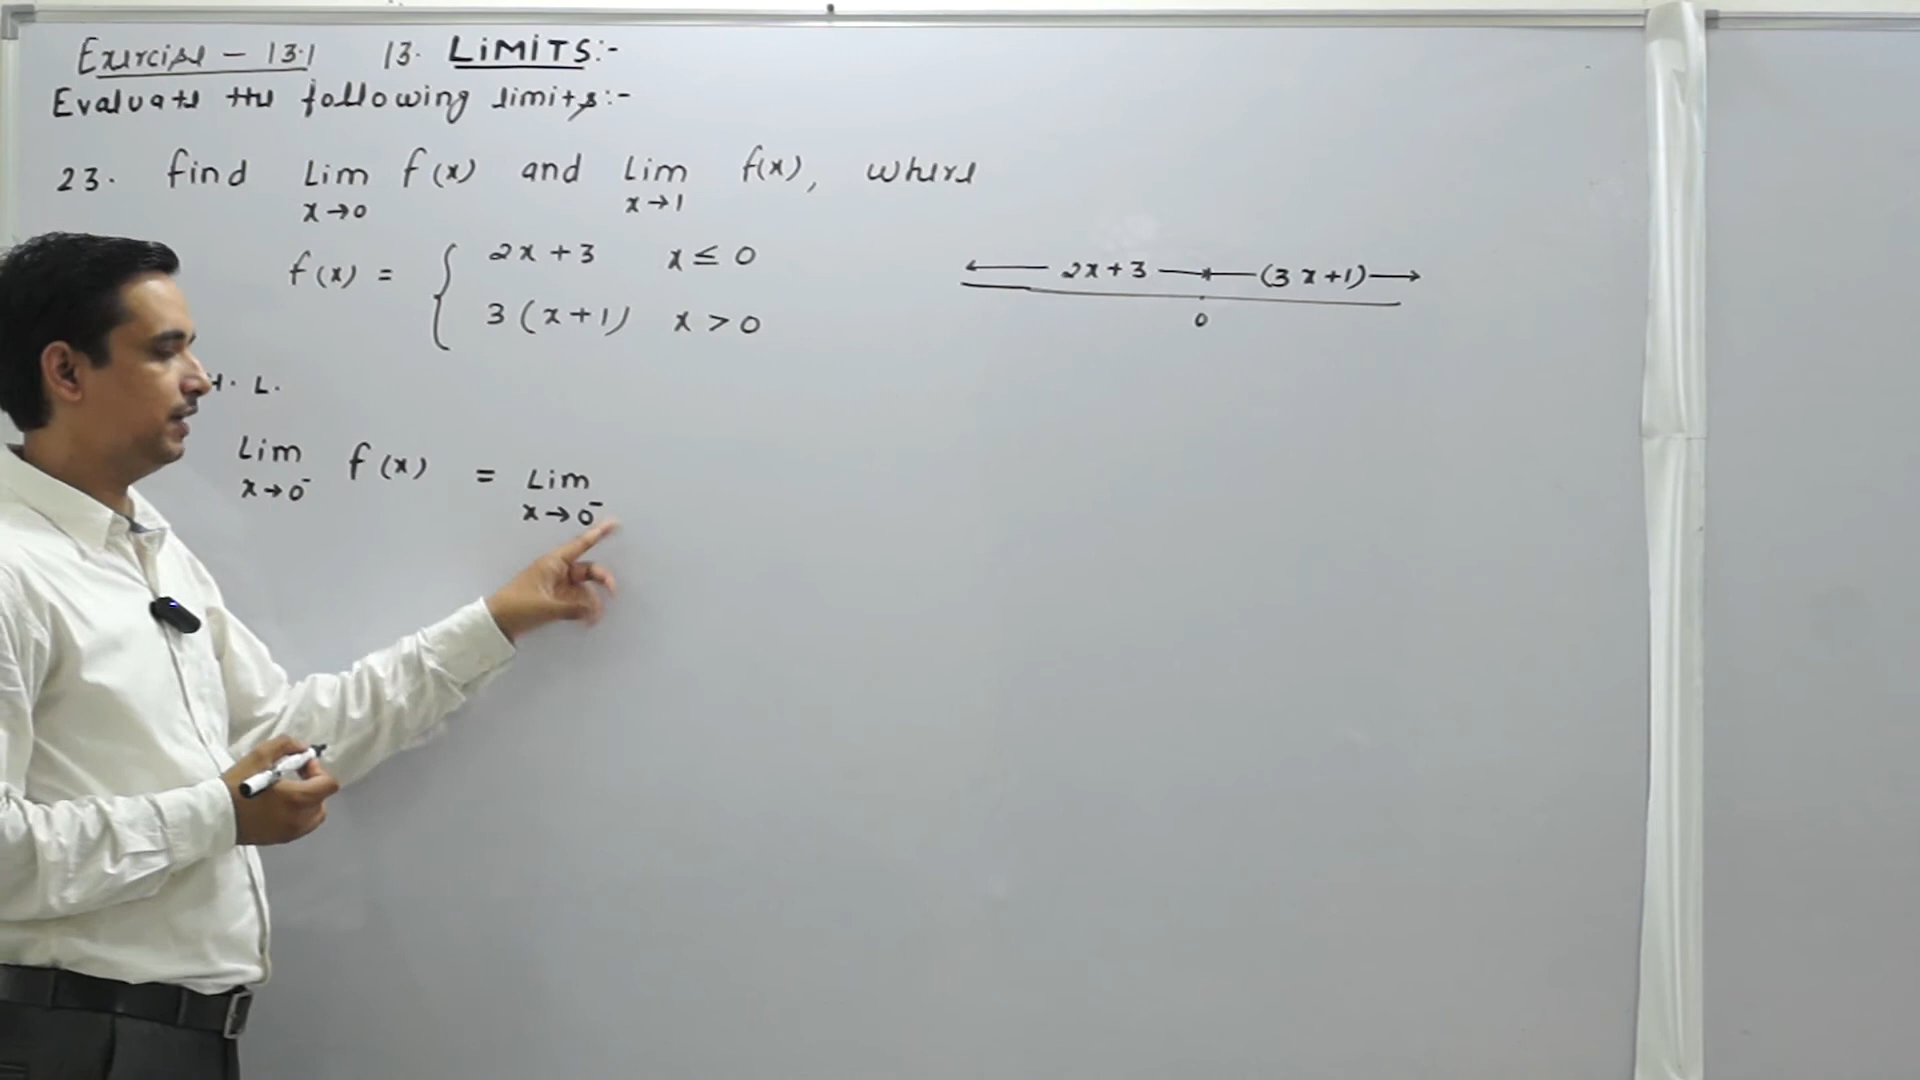 Exercise - 13.1 13. LiMiTS:-
Evaluate the following limits:-
23. find Lim x→0 f(x) and Lim x→1 f(x), where
f(x) = { 2x+3 x ≤ 0
3(x+1) x > 0
← 2x+3 —×— (3x+1) →
0
H. L.
Lim x→0⁻ f(x) = Lim x→0⁻